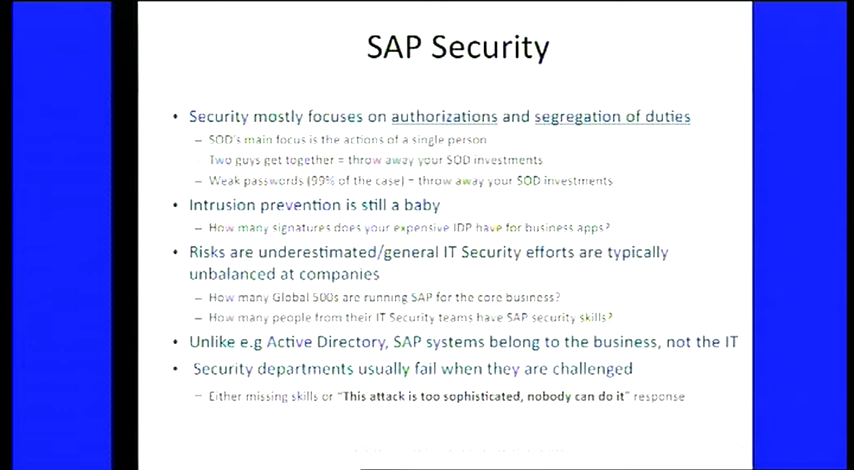 SAP Security
• Security mostly focuses on authorizations and segregation of duties
– SOD's main focus is the actions of a single person
Two guys get together = throw away your SOD investments
– Weak passwords (99% of the case) = throw away your SOD investments
• Intrusion prevention is still a baby
– How many signatures does your expensive IDP have for business apps?
• Risks are underestimated/general IT Security efforts are typically
unbalanced at companies
– How many Global 500s are running SAP for the core business?
– How many people from their IT Security teams have SAP security skills?
• Unlike e.g Active Directory, SAP systems belong to the business, not the IT
• Security departments usually fail when they are challenged
– Either missing skills or "This attack is too sophisticated, nobody can do it" response